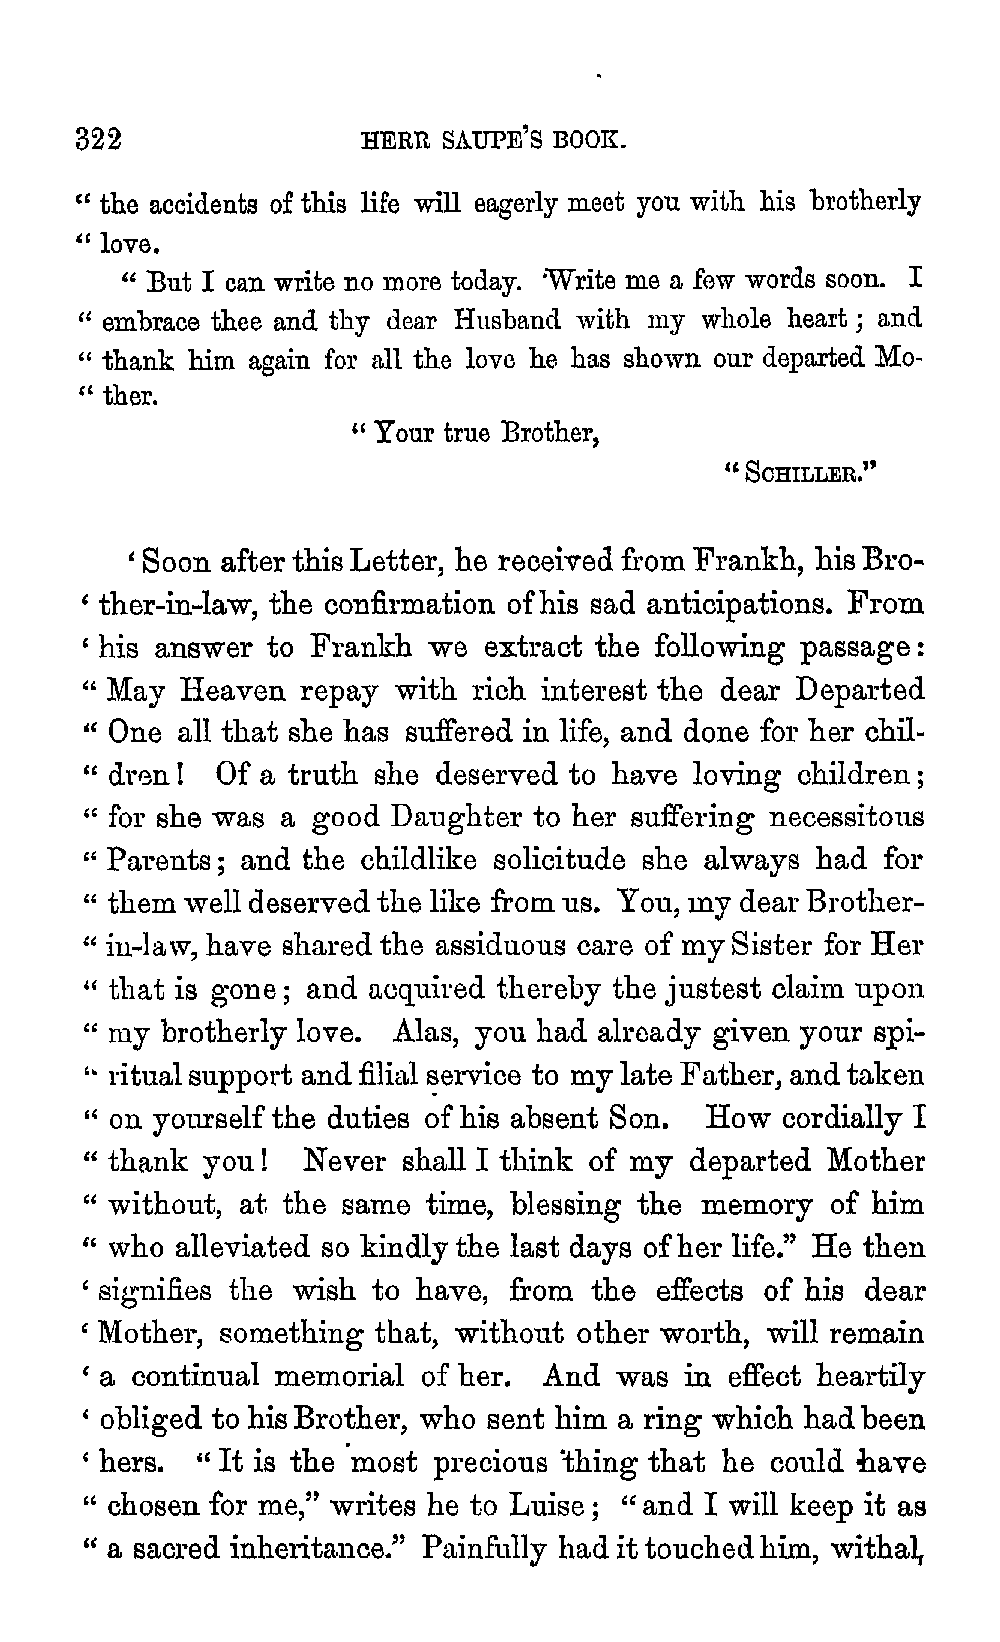 322 HERR SAUPE'S BOOK.
“ the accidents of this life will eagerly meet you with his brotherly
“ love.
“ But I can write no more today. Write me a few words soon. I
“ embrace thee and thy dear Husband with my whole heart ; and
“ thank him again for all the love he has shown our departed Mo-
“ ther.
“ Your true Brother,
“ SCHILLER.”
‘ Soon after this Letter, he received from Frankh, his Bro-
‘ ther-in-law, the confirmation of his sad anticipations. From
‘ his answer to Frankh we extract the following passage :
“ May Heaven repay with rich interest the dear Departed
“ One all that she has suffered in life, and done for her chil-
“ dren ! Of a truth she deserved to have loving children ;
“ for she was a good Daughter to her suffering necessitous
“ Parents ; and the childlike solicitude she always had for
“ them well deserved the like from us. You, my dear Brother-
“ in-law, have shared the assiduous care of my Sister for Her
“ that is gone ; and acquired thereby the justest claim upon
“ my brotherly love. Alas, you had already given your spi-
“ ritual support and filial service to my late Father, and taken
“ on yourself the duties of his absent Son. How cordially I
“ thank you ! Never shall I think of my departed Mother
“ without, at the same time, blessing the memory of him
“ who alleviated so kindly the last days of her life.” He then
‘ signifies the wish to have, from the effects of his dear
‘ Mother, something that, without other worth, will remain
‘ a continual memorial of her. And was in effect heartily
‘ obliged to his Brother, who sent him a ring which had been
‘ hers. “ It is the most precious thing that he could have
“ chosen for me,” writes he to Luise ; “ and I will keep it as
“ a sacred inheritance.” Painfully had it touched him, withal,